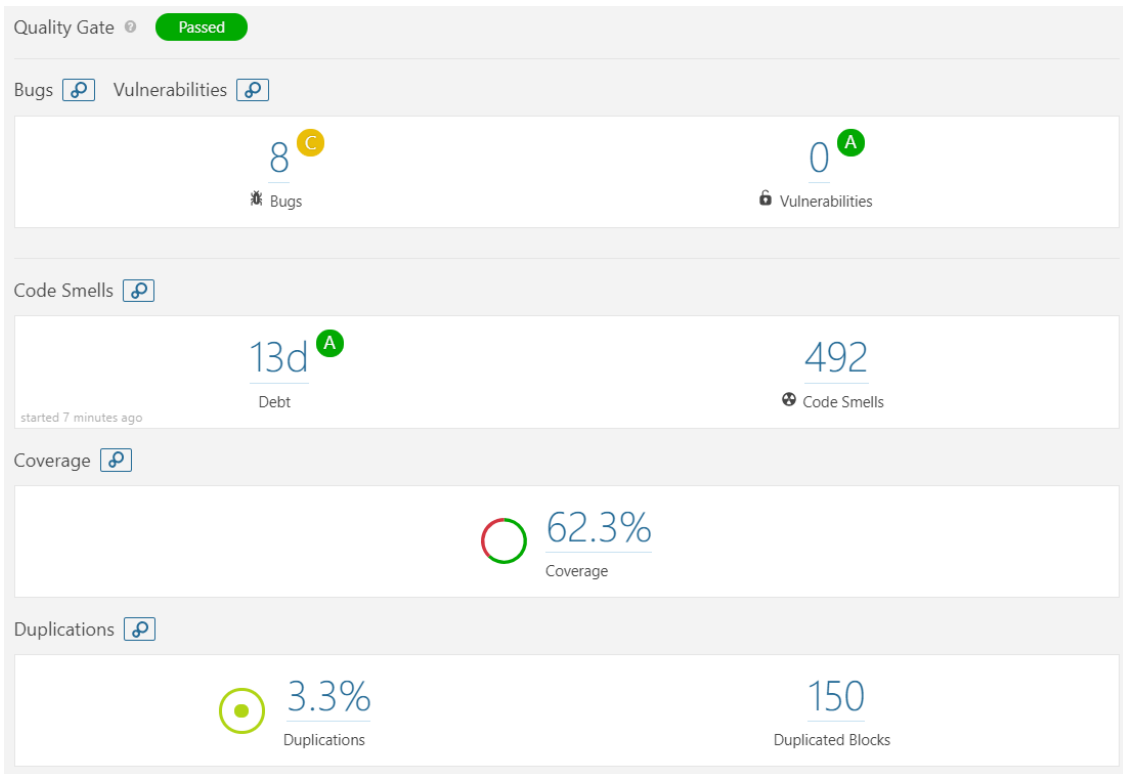 Quality Gate ? Passed
Bugs Vulnerabilities
8 C 0 A
Bugs Vulnerabilities
Code Smells
13d A 492
Debt Code Smells
started 7 minutes ago
Coverage
62.3%
Coverage
Duplications
3.3% 150
Duplications Duplicated Blocks